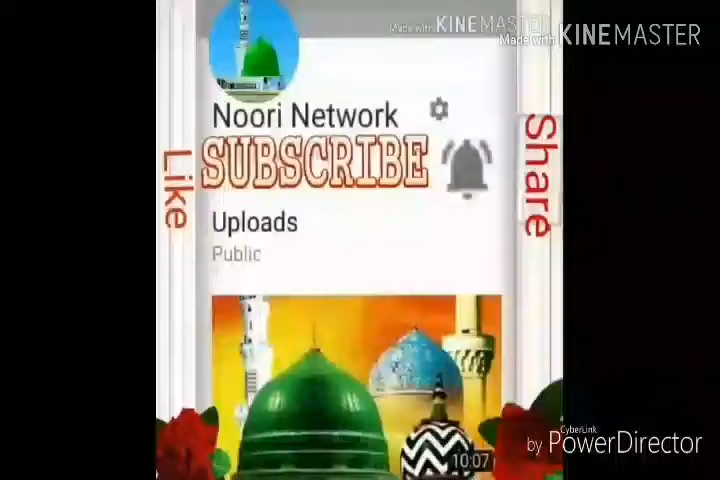 Made with KINEMASTER
Made with KINEMASTER
Noori Network
SUBSCRIBE
Like
Share
Uploads
Public
10:07
CyberLink
by PowerDirector